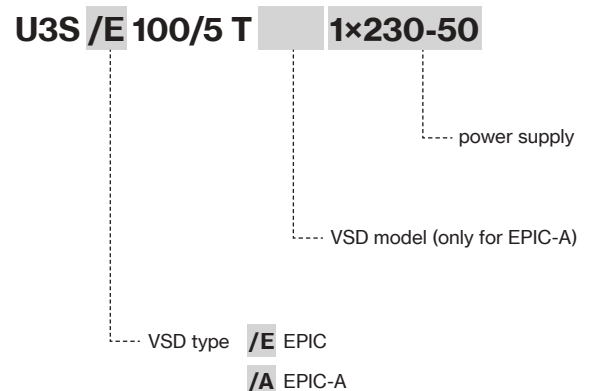 U3S /E 100/5 T 1×230-50
power supply
VSD model (only for EPIC-A)
VSD type /E EPIC
/A EPIC-A